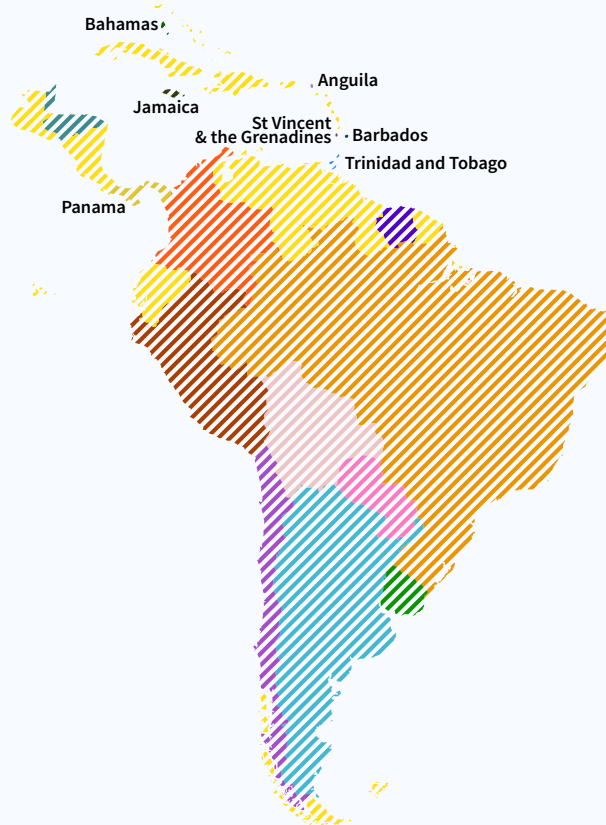 Bahamas
Anguila
Jamaica
St Vincent
& the Grenadines
Barbados
Trinidad and Tobago
Panama